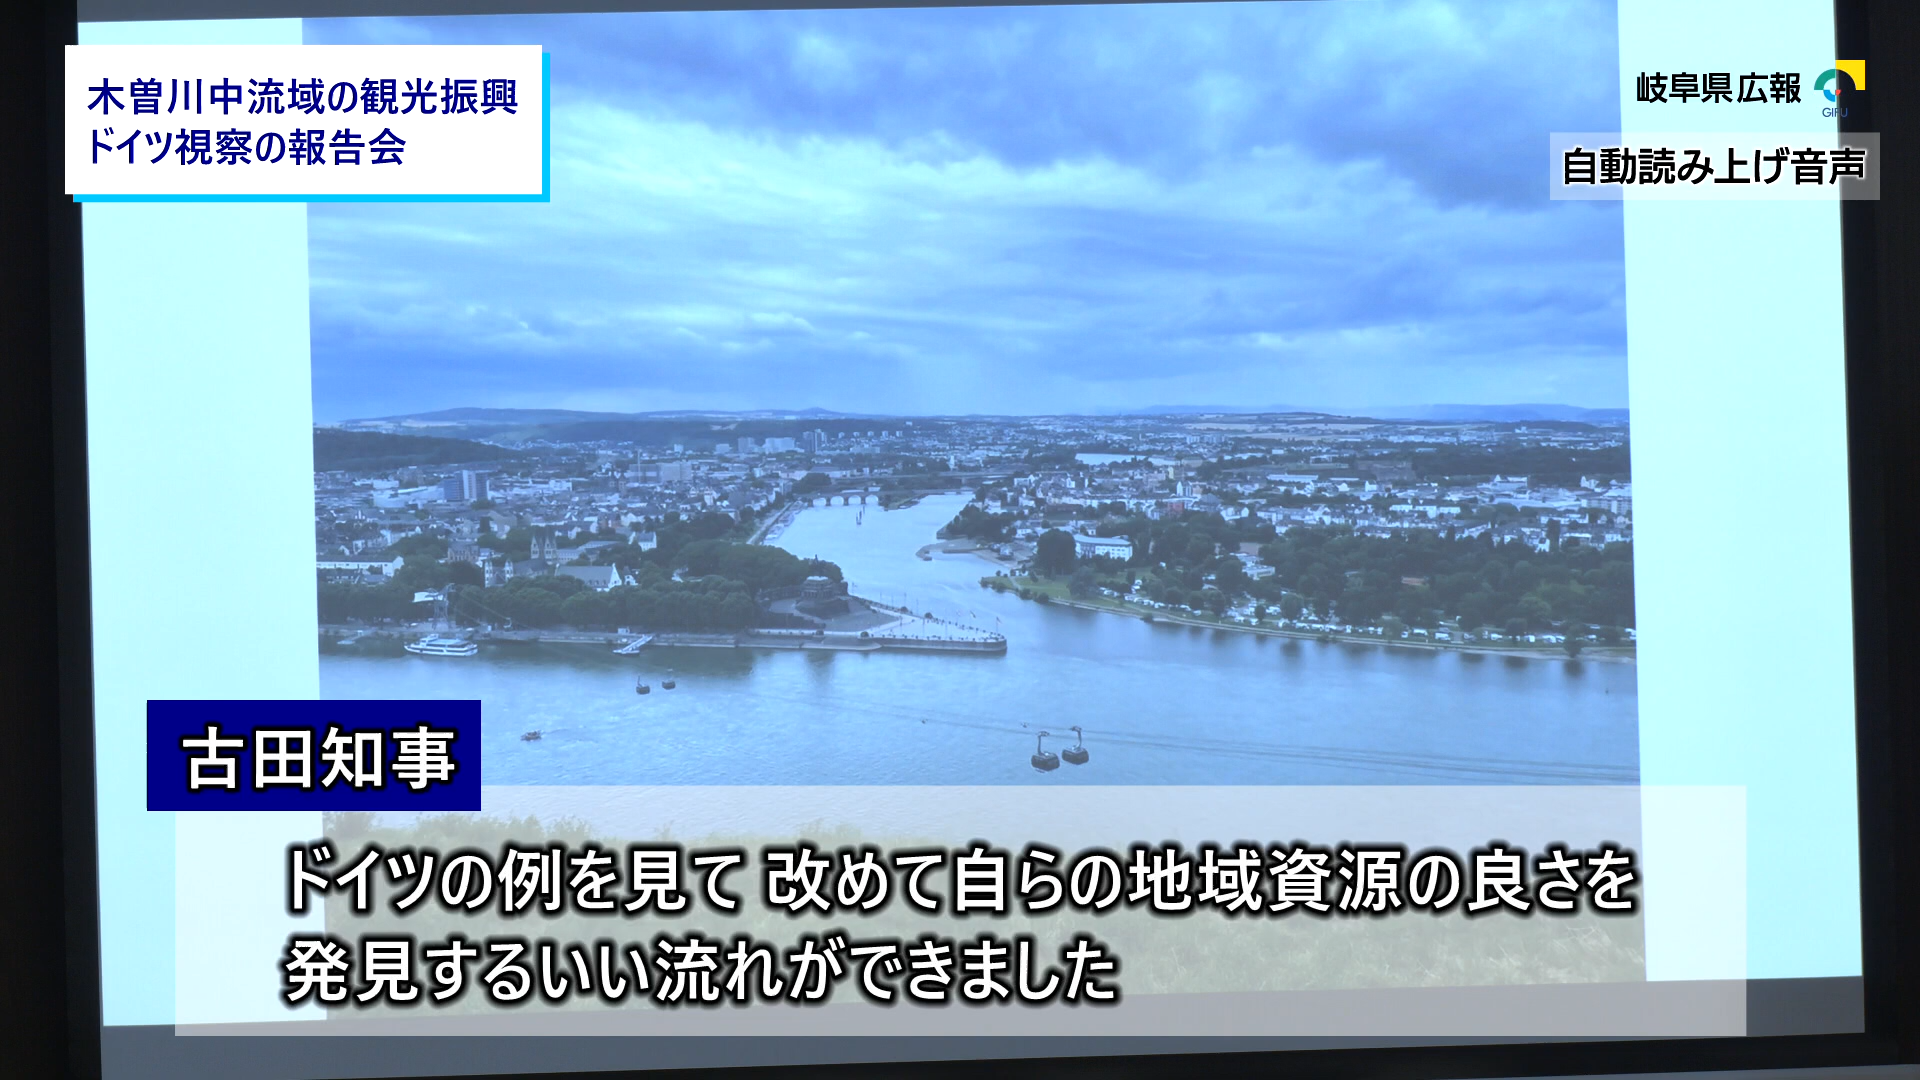 木曽川中流域の観光振興
ドイツ視察の報告会
岐阜県広報
GIFU
自動読み上げ音声
古田知事
ドイツの例を見て 改めて自らの地域資源の良さを
発見するいい流れができました